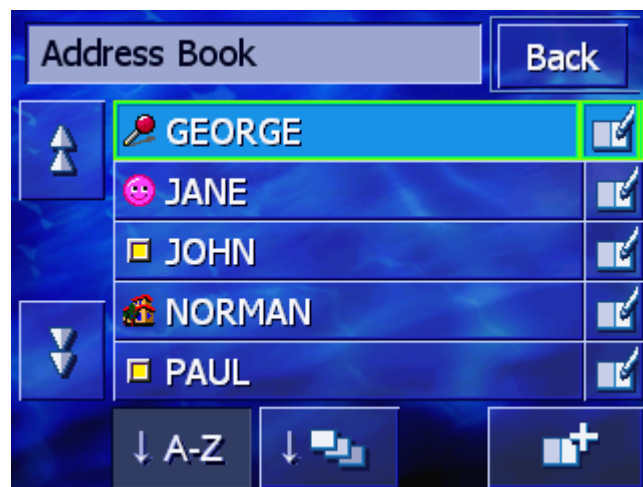 Address Book
Back
GEORGE
JANE
JOHN
NORMAN
PAUL
↓ A-Z